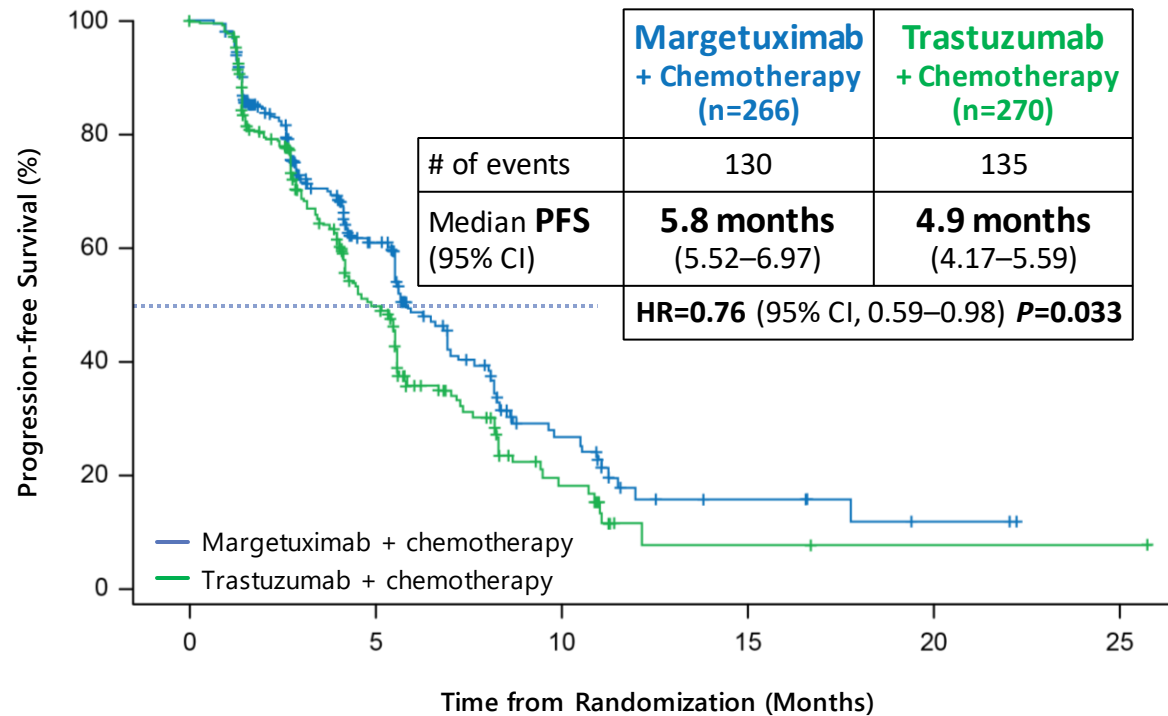 Margetuximab
+ Chemotherapy
(n=266)
Trastuzumab
+ Chemotherapy
(n=270)
# of events
130
135
Median PFS
(95% CI)
5.8 months
(5.52–6.97)
4.9 months
(4.17–5.59)
HR=0.76 (95% CI, 0.59–0.98) P=0.033
Progression-free Survival (%)
100
80
60
40
20
0
Margetuximab + chemotherapy
Trastuzumab + chemotherapy
0
5
10
15
20
25
Time from Randomization (Months)